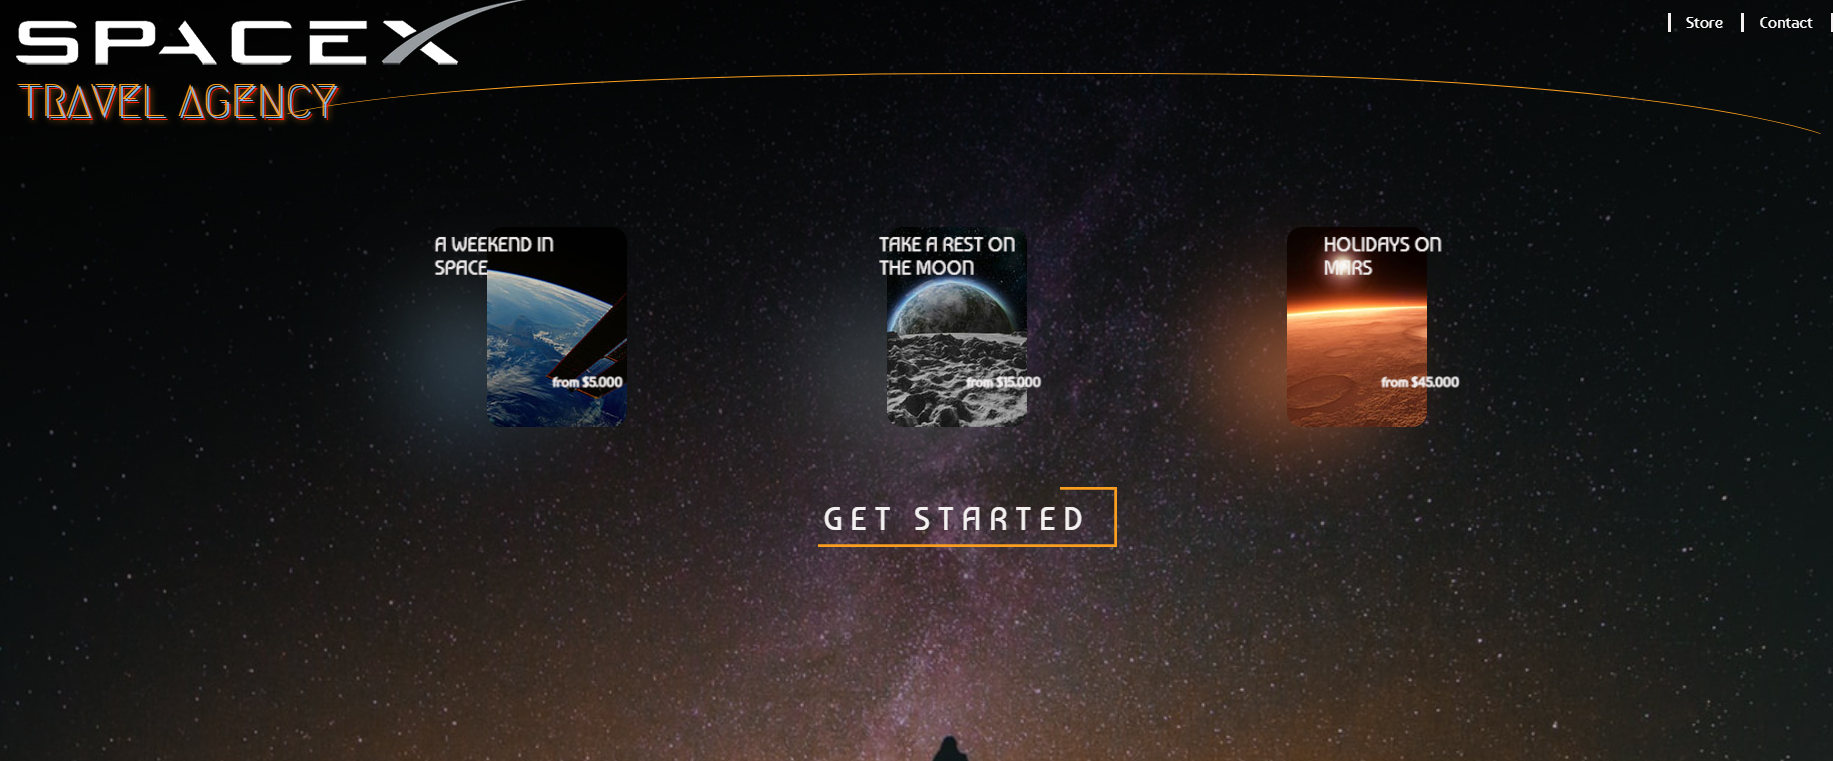 SPACEX
TRAVEL AGENCY
Store
Contact
A WEEKEND IN
SPACE
from $5.000
TAKE A REST ON
THE MOON
from $15.000
HOLIDAYS ON
MARS
from $45.000
GET STARTED